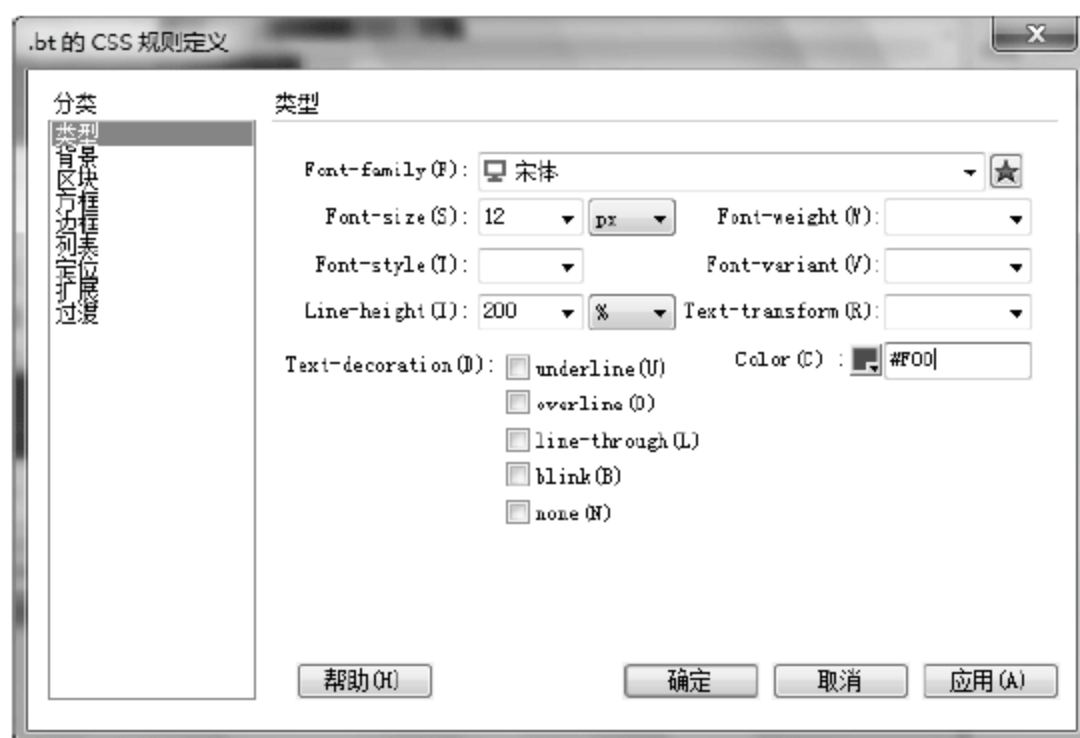 .bt 的 CSS 规则定义
X
分类
类型
背景
区块
方框
边框
列表
定位
扩展
过渡
类型
Font-family(F): 宋体
Font-size(S): 12 px Font-weight(W):
Font-style(T): Font-variant(V):
Line-height(I): 200 % Text-transform(R):
Text-decoration(D): underline(U) Color(C) : #F00
overline(O)
line-through(L)
blink(B)
none(N)
帮助(H) 确定 取消 应用(A)